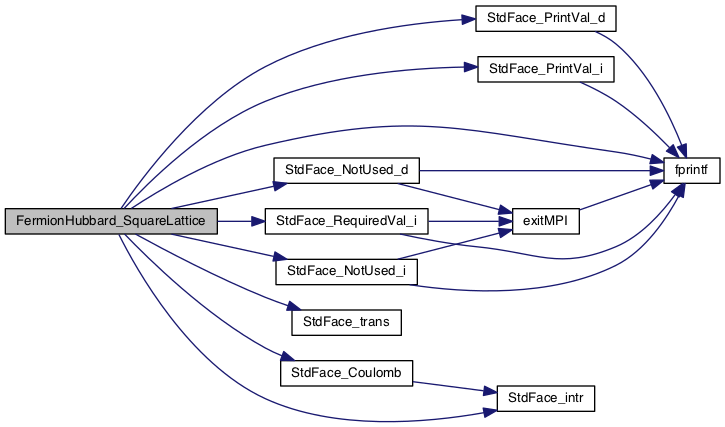 StdFace_PrintVal_d
StdFace_PrintVal_i
StdFace_NotUsed_d
fprintf
FermionHubbard_SquareLattice
StdFace_RequiredVal_i
exitMPI
StdFace_NotUsed_i
StdFace_trans
StdFace_Coulomb
StdFace_intr